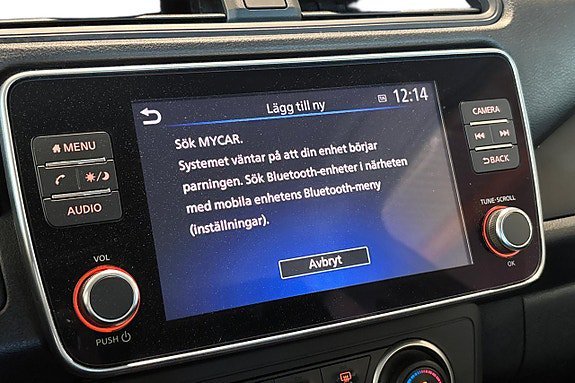 Lägg till ny
12:14
Sök MYCAR.
Systemet väntar på att din enhet börjar
parningen. Sök Bluetooth-enheter i närheten
med mobila enhetens Bluetooth-meny
(inställningar).
Avbryt
MENU
AUDIO
VOL
PUSH
CAMERA
BACK
TUNE·SCROLL
OK